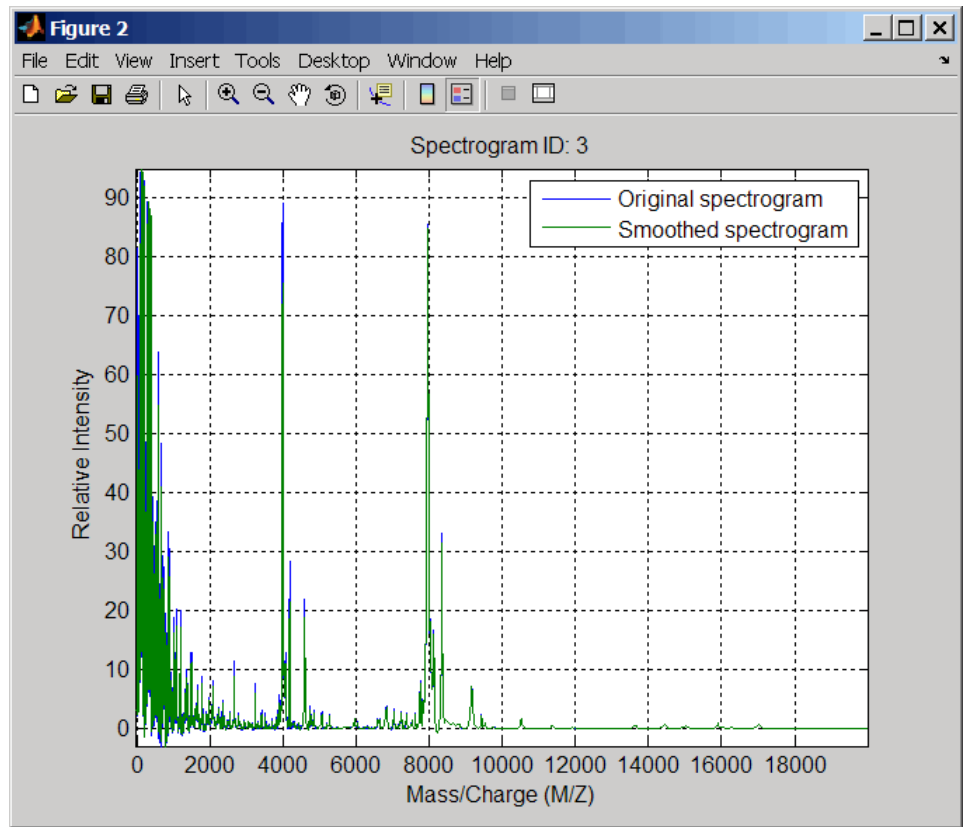 Figure 2
File Edit View Insert Tools Desktop Window Help
Spectrogram ID: 3
Original spectrogram
Smoothed spectrogram
90
80
70
60
50
40
30
20
10
0
Relative Intensity
0 2000 4000 6000 8000 10000 12000 14000 16000 18000
Mass/Charge (M/Z)